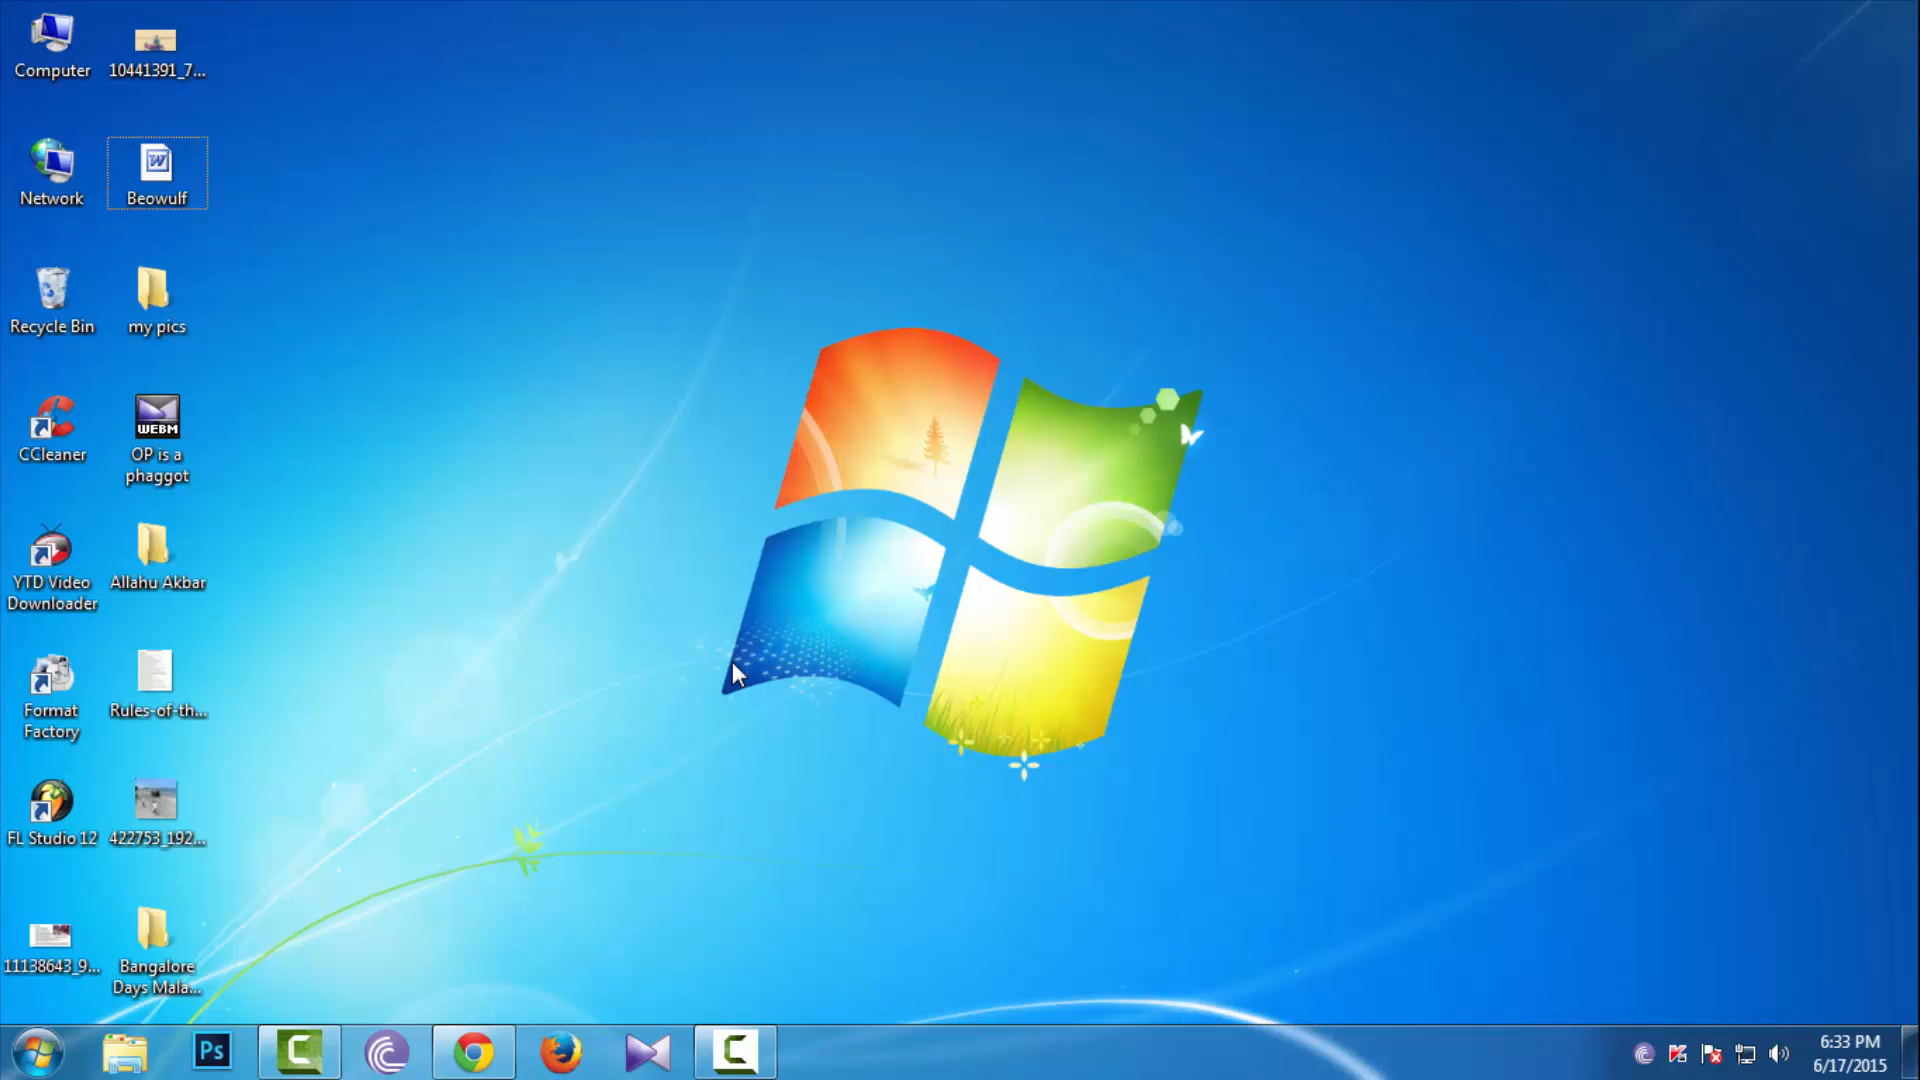 Computer
10441391_7...
Network
Beowulf
Recycle Bin
my pics
CCleaner
WEBM
OP is a
phaggot
YTD Video
Downloader
Allahu Akbar
Format
Factory
Rules-of-th...
FL Studio 12
422753_192...
11138643_9...
Bangalore
Days Mala...
Ps
6:33 PM
6/17/2015